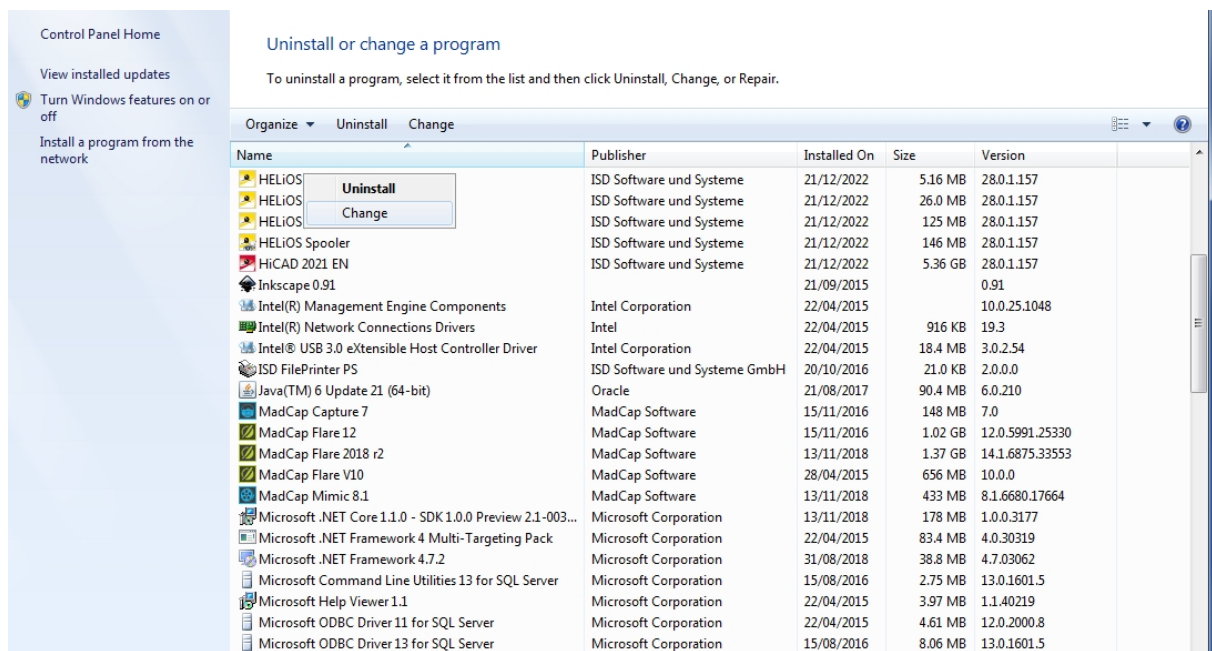 Control Panel Home
View installed updates
Turn Windows features on or
off
Install a program from the
network
Uninstall or change a program
To uninstall a program, select it from the list and then click Uninstall, Change, or Repair.
Organize Uninstall Change
Name Publisher Installed On Size Version
HELiOS ISD Software und Systeme 21/12/2022 5.16 MB 28.0.1.157
HELiOS ISD Software und Systeme 21/12/2022 26.0 MB 28.0.1.157
HELiOS ISD Software und Systeme 21/12/2022 125 MB 28.0.1.157
Uninstall
Change
HELiOS Spooler ISD Software und Systeme 21/12/2022 146 MB 28.0.1.157
HiCAD 2021 EN ISD Software und Systeme 21/12/2022 5.36 GB 28.0.1.157
Inkscape 0.91 21/09/2015 0.91
Intel(R) Management Engine Components Intel Corporation 22/04/2015 10.0.25.1048
Intel(R) Network Connections Drivers Intel 22/04/2015 916 KB 19.3
Intel® USB 3.0 eXtensible Host Controller Driver Intel Corporation 22/04/2015 18.4 MB 3.0.2.54
ISD FilePrinter PS ISD Software und Systeme GmbH 20/10/2016 21.0 KB 2.0.0.0
Java(TM) 6 Update 21 (64-bit) Oracle 21/08/2017 90.4 MB 6.0.210
MadCap Capture 7 MadCap Software 15/11/2016 148 MB 7.0
MadCap Flare 12 MadCap Software 15/11/2016 1.02 GB 12.0.5991.25330
MadCap Flare 2018 r2 MadCap Software 13/11/2018 1.37 GB 14.1.6875.33553
MadCap Flare V10 MadCap Software 28/04/2015 656 MB 10.0.0
MadCap Mimic 8.1 MadCap Software 13/11/2018 433 MB 8.1.6680.17664
Microsoft .NET Core 1.1.0 - SDK 1.0.0 Preview 2.1-003... Microsoft Corporation 13/11/2018 178 MB 1.0.0.3177
Microsoft .NET Framework 4 Multi-Targeting Pack Microsoft Corporation 22/04/2015 83.4 MB 4.0.30319
Microsoft .NET Framework 4.7.2 Microsoft Corporation 31/08/2018 38.8 MB 4.7.03062
Microsoft Command Line Utilities 13 for SQL Server Microsoft Corporation 15/08/2016 2.75 MB 13.0.1601.5
Microsoft Help Viewer 1.1 Microsoft Corporation 22/04/2015 3.97 MB 1.1.40219
Microsoft ODBC Driver 11 for SQL Server Microsoft Corporation 22/04/2015 4.61 MB 12.0.2000.8
Microsoft ODBC Driver 13 for SQL Server Microsoft Corporation 15/08/2016 8.06 MB 13.0.1601.5